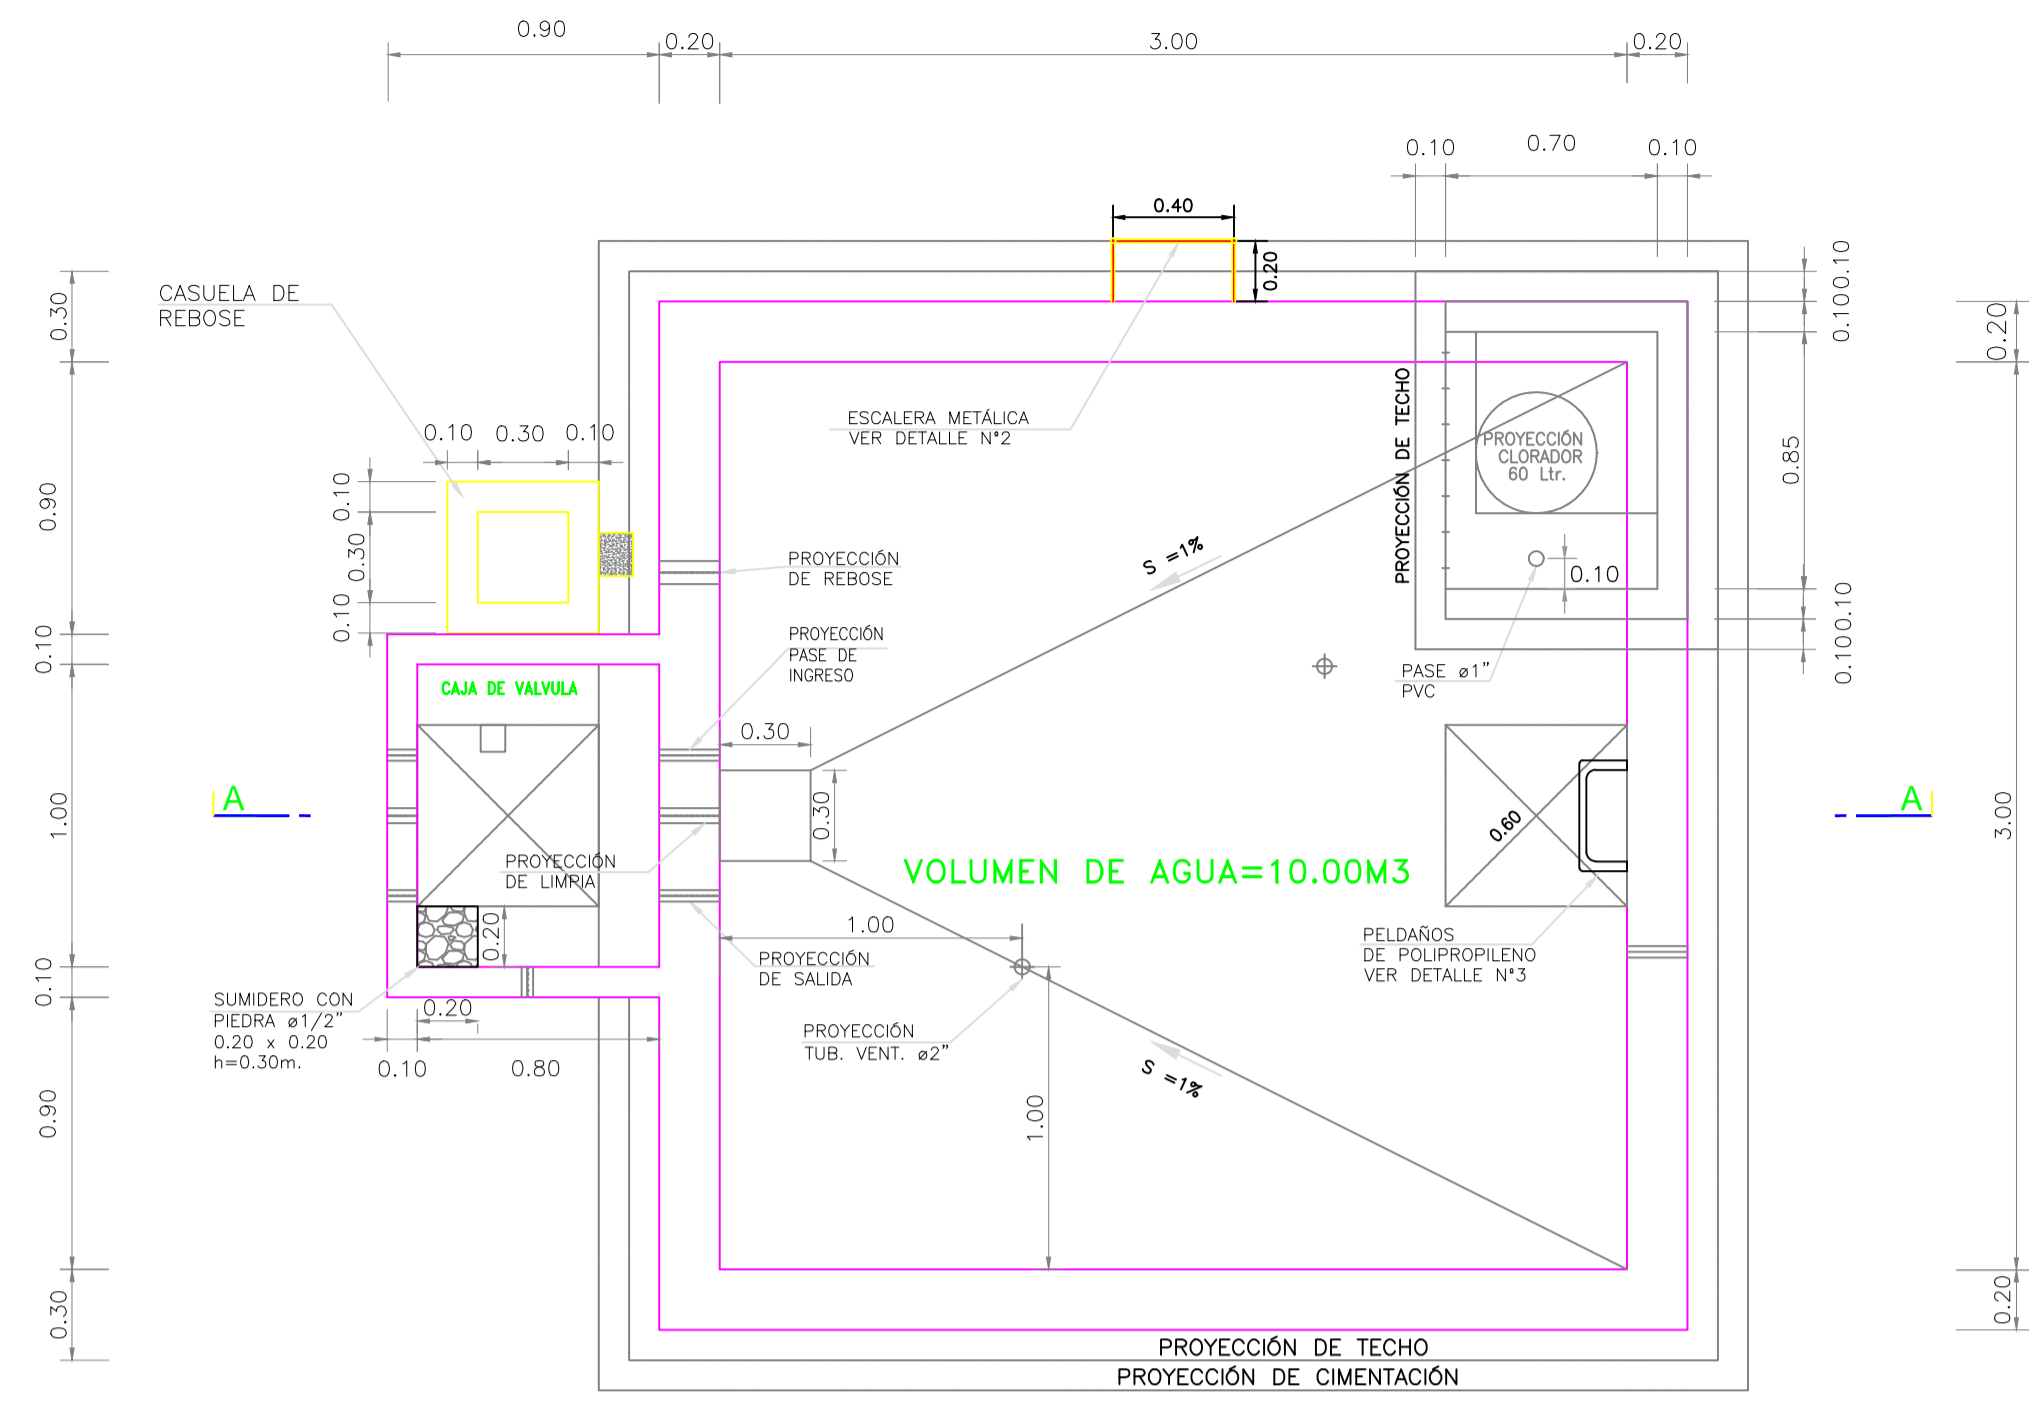 0.90
0.20
3.00
0.20
0.10
0.70
0.10
0.40
0.20
CASUELA DE
REBOSE
0.30
0.10
0.10
0.20
ESCALERA METÁLICA
VER DETALLE N°2
PROYECCIÓN DE TECHO
PROYECCIÓN
CLORADOR
60 Ltr.
0.85
0.10
0.30
0.10
0.10
0.30
0.10
0.90
S =1%
PROYECCIÓN
DE REBOSE
0.10
0.10
0.10
PROYECCIÓN
PASE DE
INGRESO
0.10
CAJA DE VALVULA
PASE ø1”
PVC
0.30
0.30
A
A
1.00
0.60
3.00
PROYECCIÓN
DE LIMPIA
VOLUMEN DE AGUA=10.00M3
0.20
1.00
PELDAÑOS
DE POLIPROPILENO
VER DETALLE N°3
PROYECCIÓN
DE SALIDA
0.10
SUMIDERO CON
PIEDRA ø1/2”
0.20 x 0.20
h=0.30m.
0.20
0.10
0.80
PROYECCIÓN
TUB. VENT. ø2”
S =1%
1.00
0.90
0.30
0.20
PROYECCIÓN DE TECHO
PROYECCIÓN DE CIMENTACIÓN